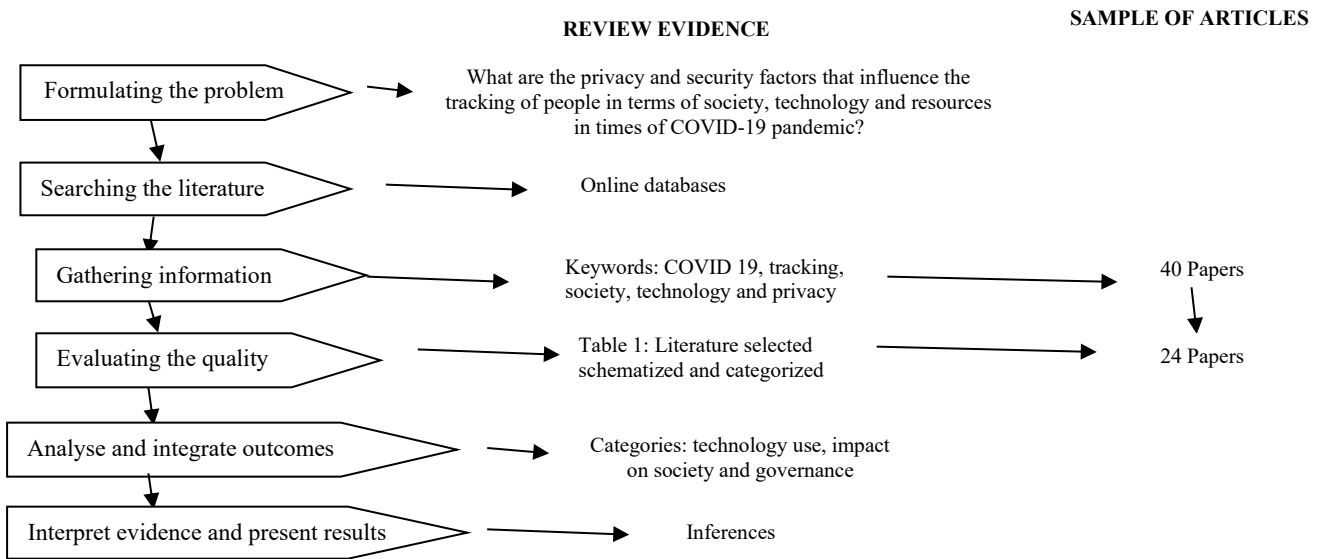 SAMPLE OF ARTICLES
REVIEW EVIDENCE
Formulating the problem
What are the privacy and security factors that influence the
tracking of people in terms of society, technology and resources
in times of COVID-19 pandemic?
Searching the literature
Online databases
Gathering information
Keywords: COVID 19, tracking,
society, technology and privacy
40 Papers
Evaluating the quality
Table 1: Literature selected
schematized and categorized
24 Papers
Analyse and integrate outcomes
Categories: technology use, impact
on society and governance
Interpret evidence and present results
Inferences